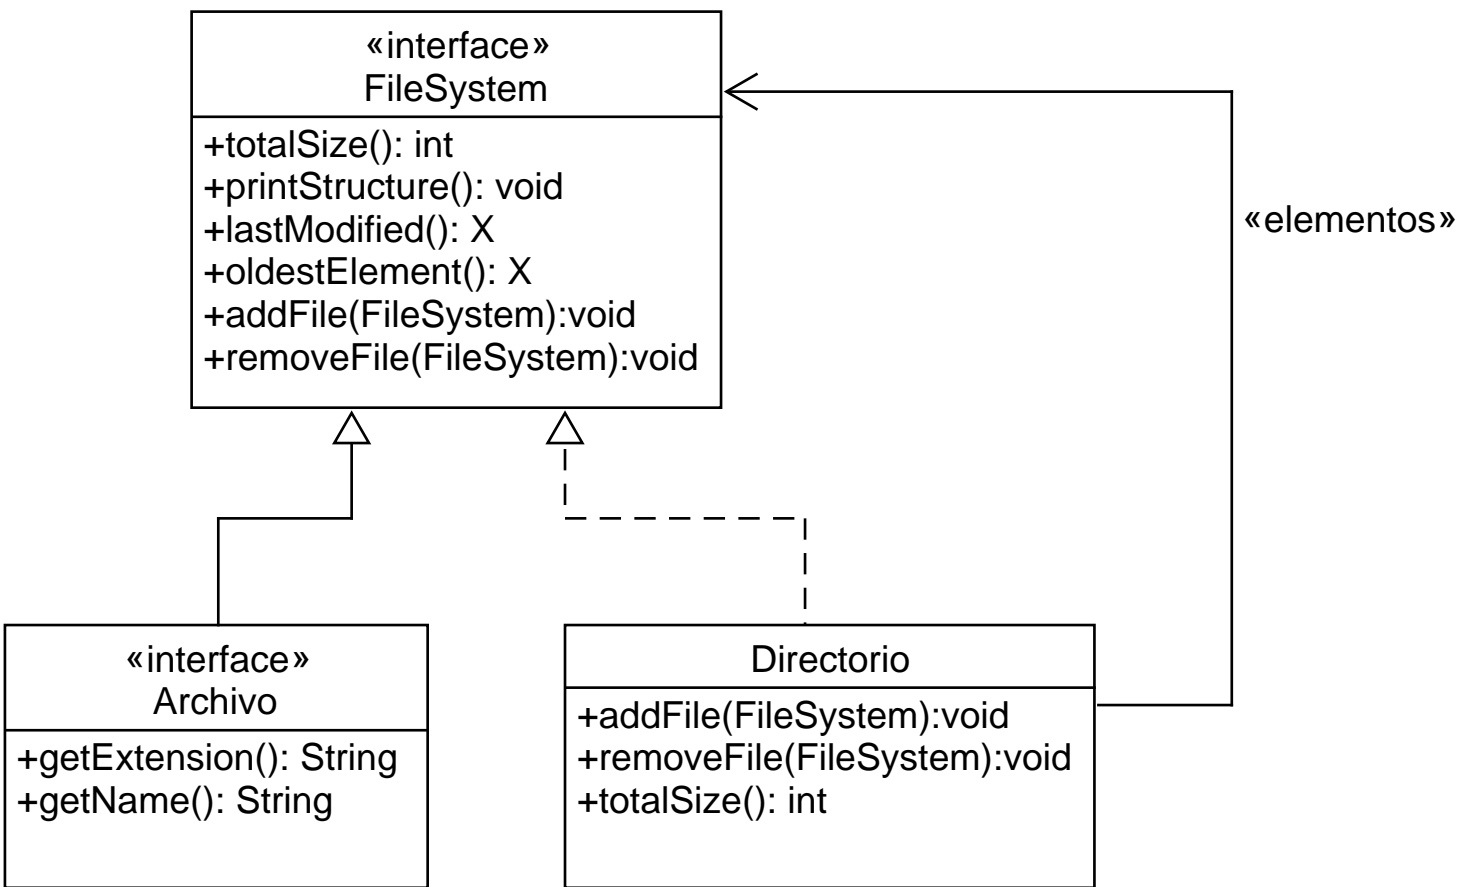 «interface»
FileSystem
+totalSize(): int
+printStructure(): void
+lastModified(): X
+oldestElement(): X
+addFile(FileSystem):void
+removeFile(FileSystem):void
«elementos»
«interface»
Archivo
+getExtension(): String
+getName(): String
Directorio
+addFile(FileSystem):void
+removeFile(FileSystem):void
+totalSize(): int